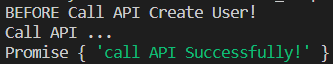 BEFORE Call API Create User!
Call API ...
Promise { 'call API Successfully!' }